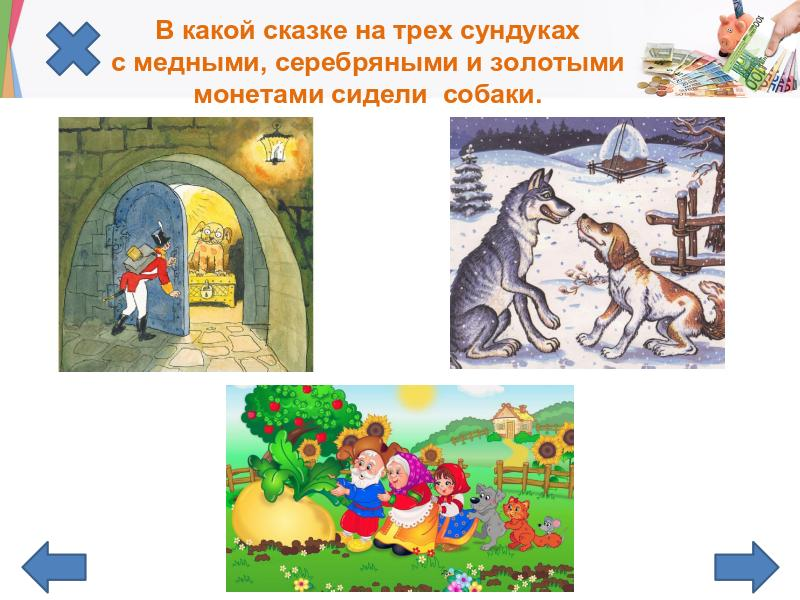 В какой сказке на трех сундуках
с медными, серебряными и золотыми
монетами сидели  собаки.